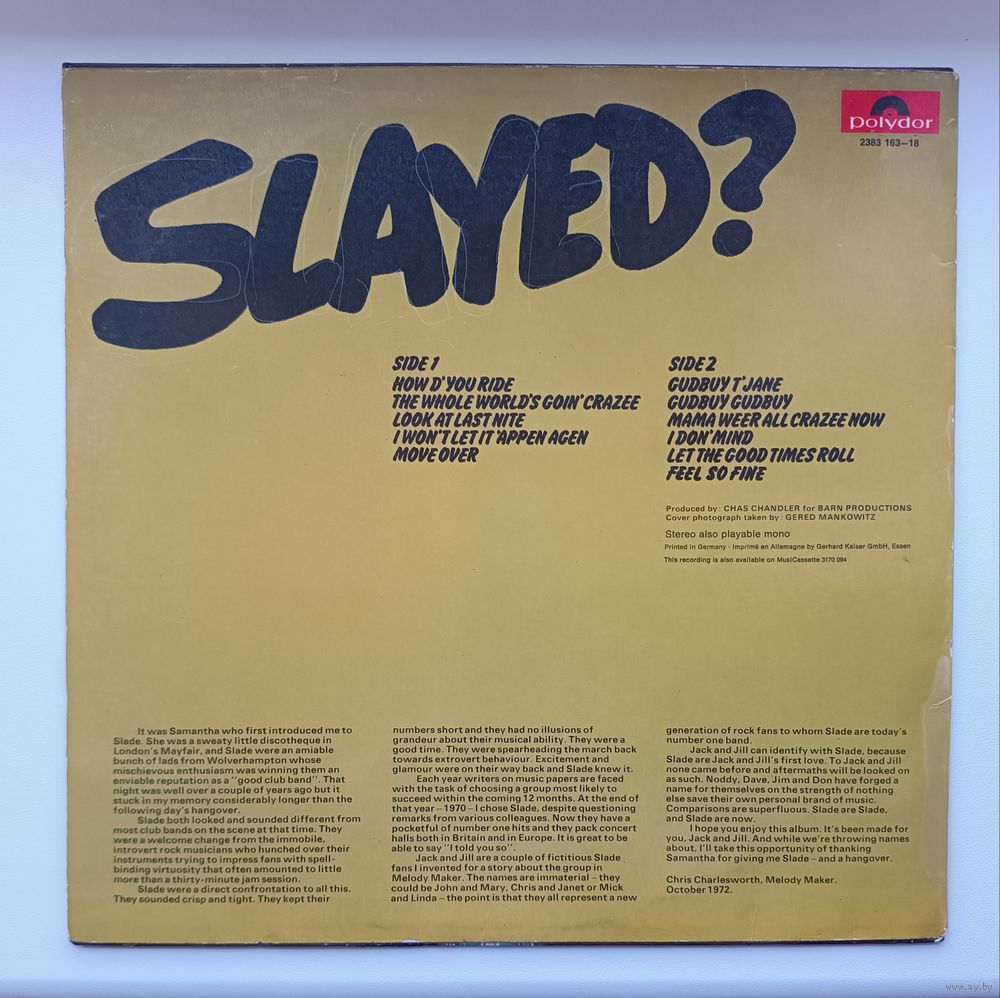 SLAYED?
polydor
2383 163-18
SIDE 1
HOW D'YOU RIDE
THE WHOLE WORLD'S GOIN' CRAZEE
LOOK AT LAST NITE
I WON'T LET IT 'APPEN AGEN
MOVE OVER
SIDE 2
GUDBUY T'JANE
GUDBUY GUDBUY
MAMA WEER ALL CRAZEE NOW
I DON' MIND
LET THE GOOD TIMES ROLL
FEEL SO FINE
Produced by: CHAS CHANDLER for BARN PRODUCTIONS
Cover photograph taken by: GERED MANKOWITZ
Stereo also playable mono
Printed in Germany · Imprimé en Allemagne by Gerhard Kaiser GmbH, Essen
This recording is also available on MusiCassette 3170 094
It was Samantha who first introduced me to
Slade. She was a sweaty little discotheque in
London's Mayfair, and Slade were an amiable
bunch of lads from Wolverhampton whose
mischievous enthusiasm was winning them an
enviable reputation as a "good club band". That
night was well over a couple of years ago but it
stuck in my memory considerably longer than the
following day's hangover.
Slade both looked and sounded different from
most club bands on the scene at that time. They
were a welcome change from the immobile,
introvert rock musicians who hunched over their
instruments trying to impress fans with spell-
binding virtuosity that often amounted to little
more than a thirty-minute jam session.
Slade were a direct confrontation to all this.
They sounded crisp and tight. They kept their
numbers short and they had no illusions of
grandeur about their musical ability. They were a
good time. They were spearheading the march back
towards extrovert behaviour. Excitement and
glamour were on their way back and Slade knew it.
Each year writers on music papers are faced
with the task of choosing a group most likely to
succeed within the coming 12 months. At the end of
that year – 1970 – I chose Slade, despite questioning
remarks from various colleagues. Now they have a
pocketful of number one hits and they pack concert
halls both in Britain and in Europe. It is great to be
able to say "I told you so".
Jack and Jill are a couple of fictitious Slade
fans I invented for a story about the group in
Melody Maker. The names are immaterial – they
could be John and Mary, Chris and Janet or Mick
and Linda – the point is that they all represent a new
generation of rock fans to whom Slade are today's
number one band.
Jack and Jill can identify with Slade, because
Slade are Jack and Jill's first love. To Jack and Jill
none came before and aftermaths will be looked on
as such. Noddy, Dave, Jim and Don have forged a
name for themselves on the strength of nothing
else save their own personal brand of music.
Comparisons are superfluous. Slade are Slade,
and Slade are now.
I hope you enjoy this album. It's been made for
you, Jack and Jill. And while we're throwing names
about, I'll take this opportunity of thanking
Samantha for giving me Slade – and a hangover.
Chris Charlesworth, Melody Maker.
October 1972.
www.ay.by